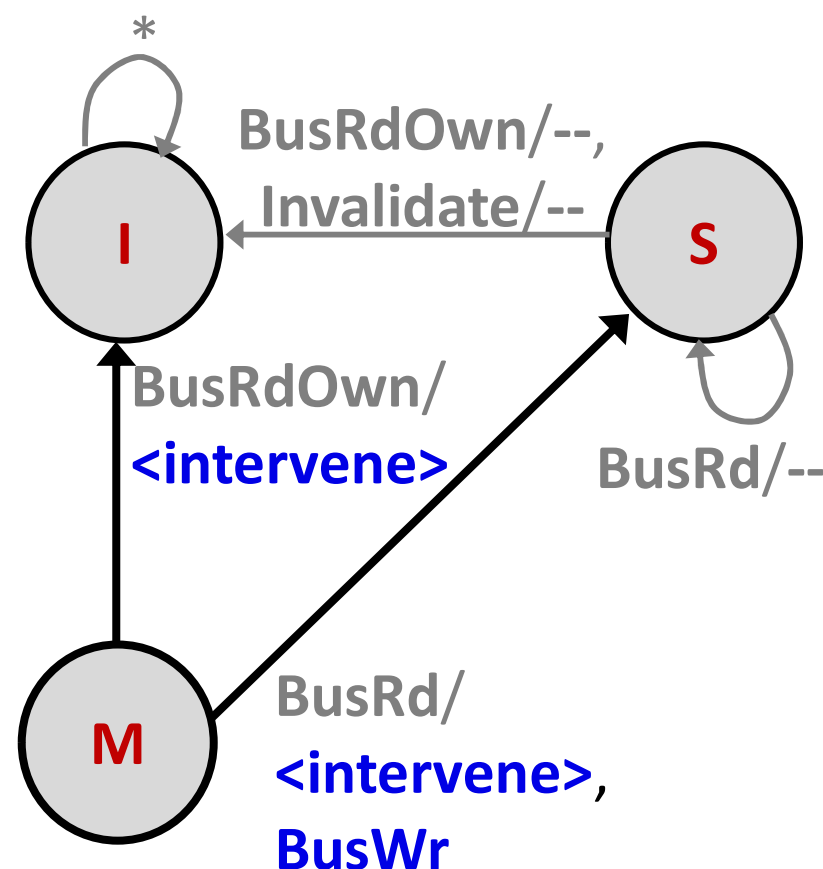 *
BusRdOwn/--,
Invalidate/--
I
S
BusRdOwn/
<intervene>
BusRd/--
M
BusRd/
<intervene>,
BusWr